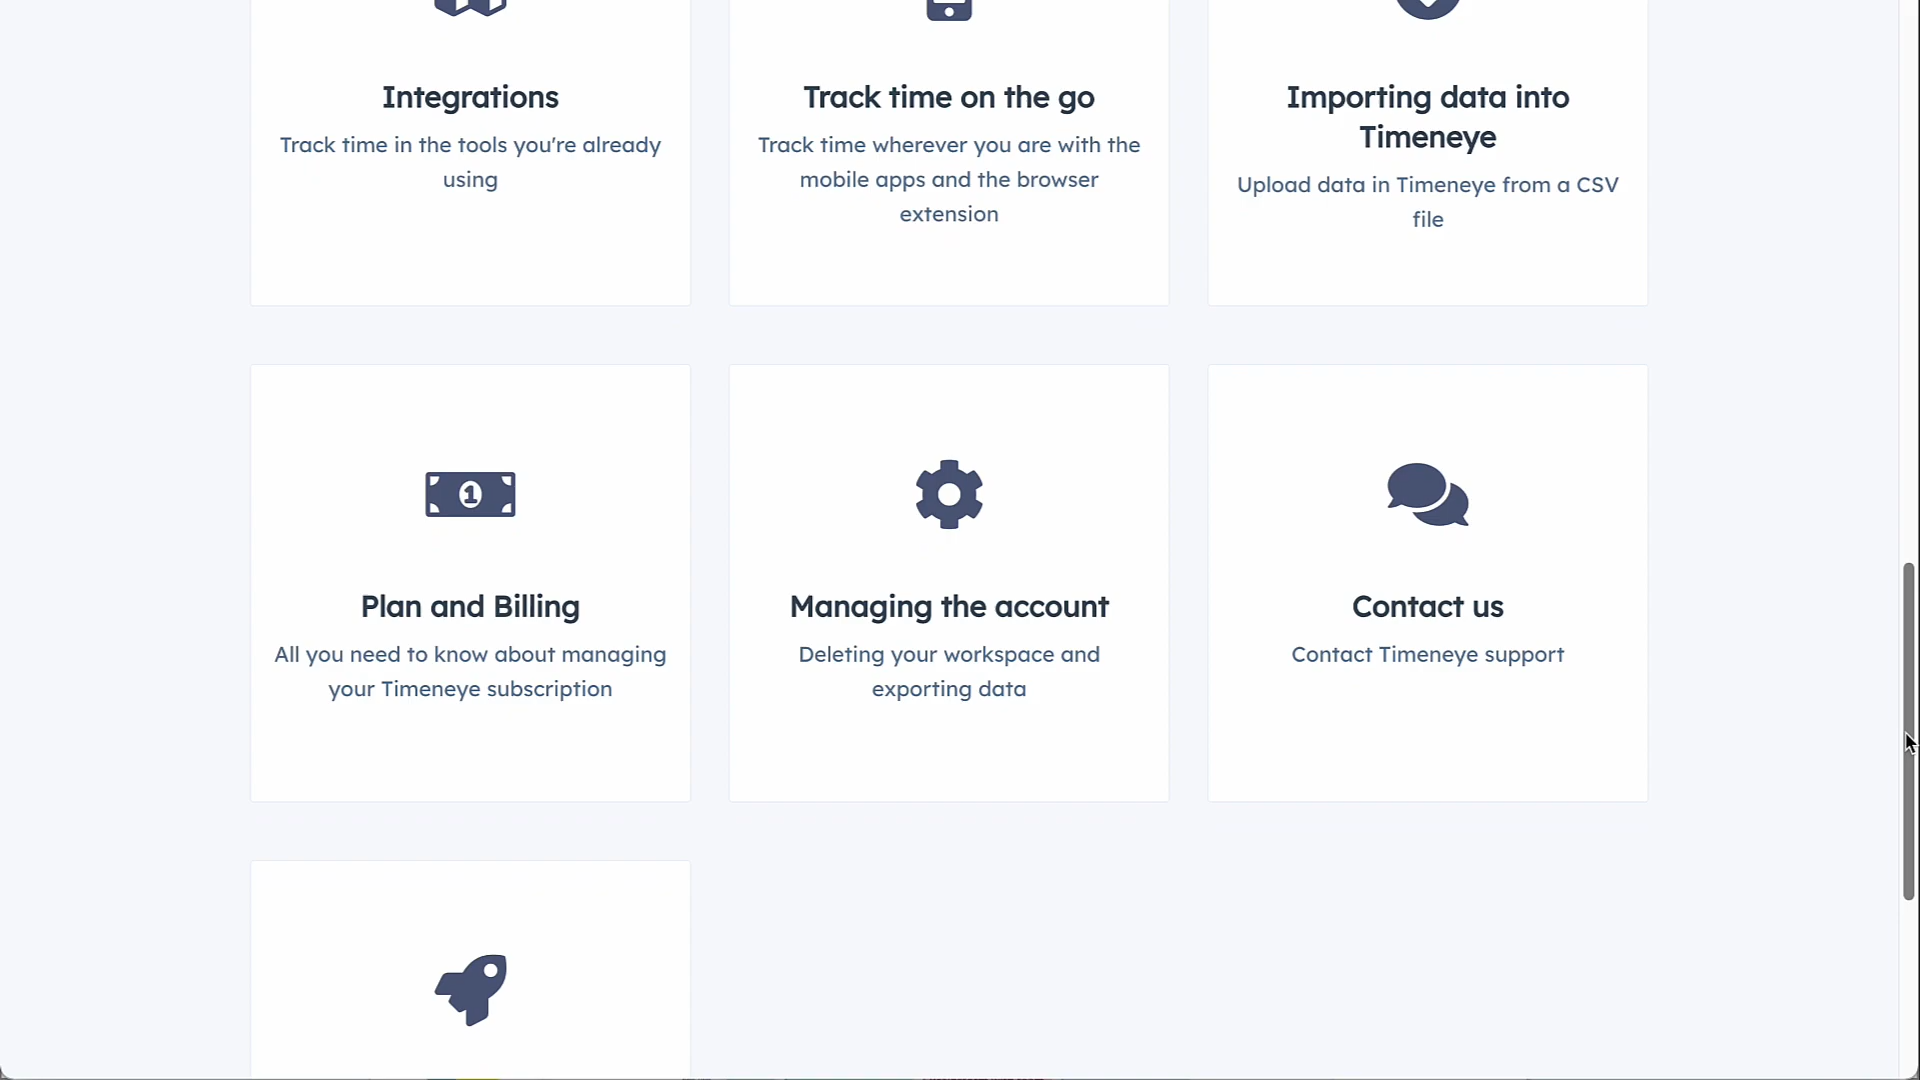 Integrations
Track time in the tools you're already
using
Track time on the go
Track time wherever you are with the
mobile apps and the browser
extension
Importing data into
Timeneye
Upload data in Timeneye from a CSV
file
1
Plan and Billing
All you need to know about managing
your Timeneye subscription
Managing the account
Deleting your workspace and
exporting data
Contact us
Contact Timeneye support